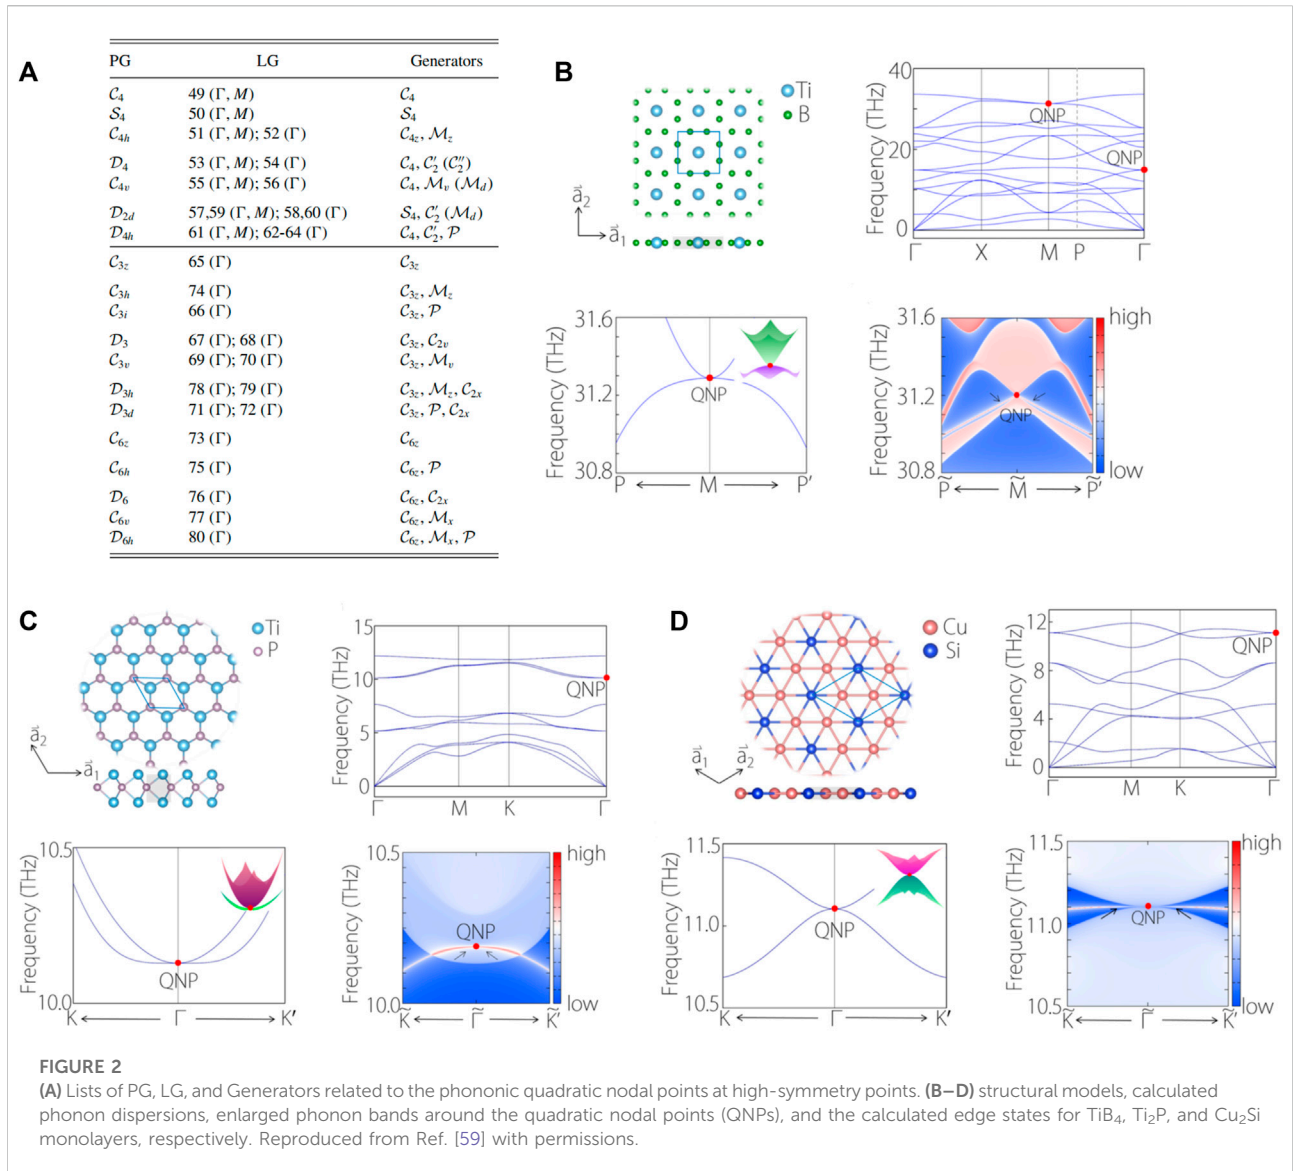 A
PG LG Generators
𝒞4 49 (Γ, M) 𝒞4
𝒮4 50 (Γ, M) 𝒮4
𝒞4h 51 (Γ, M); 52 (Γ) 𝒞4z, ℳz
𝒟4 53 (Γ, M); 54 (Γ) 𝒞4, 𝒞′2 (𝒞″2)
𝒞4v 55 (Γ, M); 56 (Γ) 𝒞4, ℳv (ℳd)
𝒟2d 57,59 (Γ, M); 58,60 (Γ) 𝒮4, 𝒞′2 (ℳd)
𝒟4h 61 (Γ, M); 62-64 (Γ) 𝒞4, 𝒞′2, 𝒫
𝒞3z 65 (Γ) 𝒞3z
𝒞3h 74 (Γ) 𝒞3z, ℳz
𝒞3i 66 (Γ) 𝒞3z, 𝒫
𝒟3 67 (Γ); 68 (Γ) 𝒞3z, 𝒞2v
𝒞3v 69 (Γ); 70 (Γ) 𝒞3z, ℳv
𝒟3h 78 (Γ); 79 (Γ) 𝒞3z, ℳz, 𝒞2x
𝒟3d 71 (Γ); 72 (Γ) 𝒞3z, 𝒫, 𝒞2x
𝒞6z 73 (Γ) 𝒞6z
𝒞6h 75 (Γ) 𝒞6z, 𝒫
𝒟6 76 (Γ) 𝒞6z, 𝒞2x
𝒞6v 77 (Γ) 𝒞6z, ℳx
𝒟6h 80 (Γ) 𝒞6z, ℳx, 𝒫
B
Ti
B
a2
a1
Frequency (THz)
40
20
0
QNP
QNP
Γ X M P Γ
Frequency (THz)
31.6
31.2
30.8
QNP
P M P′
Frequency (THz)
31.6
31.2
30.8
QNP
high
low
P̃ M̃ P̃′
C
Ti
P
a2
a1
Frequency (THz)
15
10
5
0
QNP
Γ M K Γ
Frequency (THz)
10.5
10.0
QNP
K Γ K′
Frequency (THz)
10.5
10.0
QNP
high
low
K̃ Γ̃ K̃′
D
Cu
Si
a1 a2
Frequency (THz)
12
8
4
0
QNP
Γ M K Γ
Frequency (THz)
11.5
11.0
10.5
QNP
K Γ K′
Frequency (THz)
11.5
11.0
10.5
QNP
high
low
K̃ Γ̃ K̃′
FIGURE 2
(A) Lists of PG, LG, and Generators related to the phononic quadratic nodal points at high-symmetry points. (B–D) structural models, calculated
phonon dispersions, enlarged phonon bands around the quadratic nodal points (QNPs), and the calculated edge states for TiB4, Ti2P, and Cu2Si
monolayers, respectively. Reproduced from Ref. [59] with permissions.